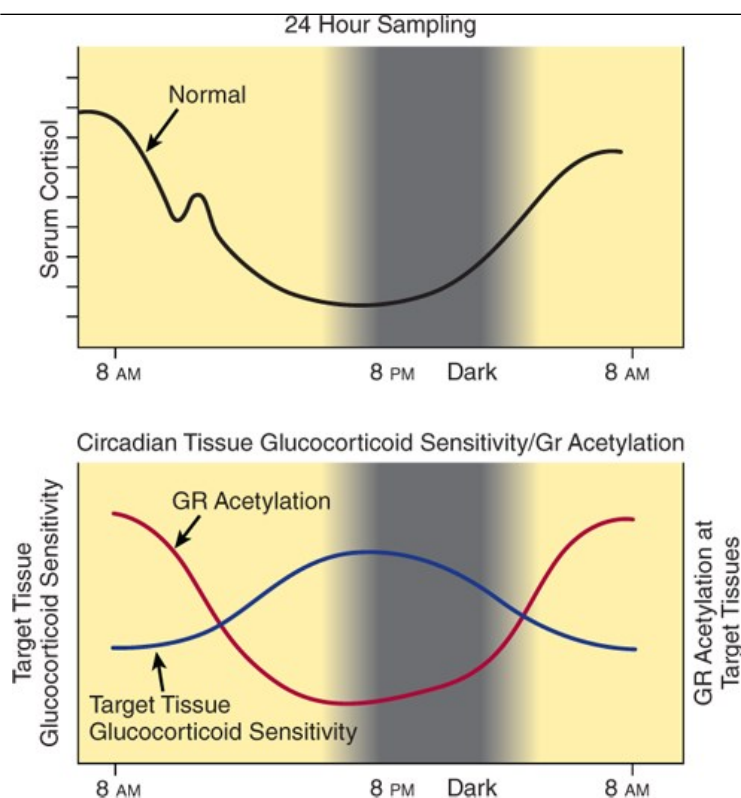 24 Hour Sampling
Normal
Serum Cortisol
8 AM
8 PM
Dark
8 AM
Circadian Tissue Glucocorticoid Sensitivity/Gr Acetylation
GR Acetylation
Target Tissue
Glucocorticoid Sensitivity
GR Acetylation at
Target Tissues
Target Tissue
Glucocorticoid Sensitivity
8 AM
8 PM
Dark
8 AM